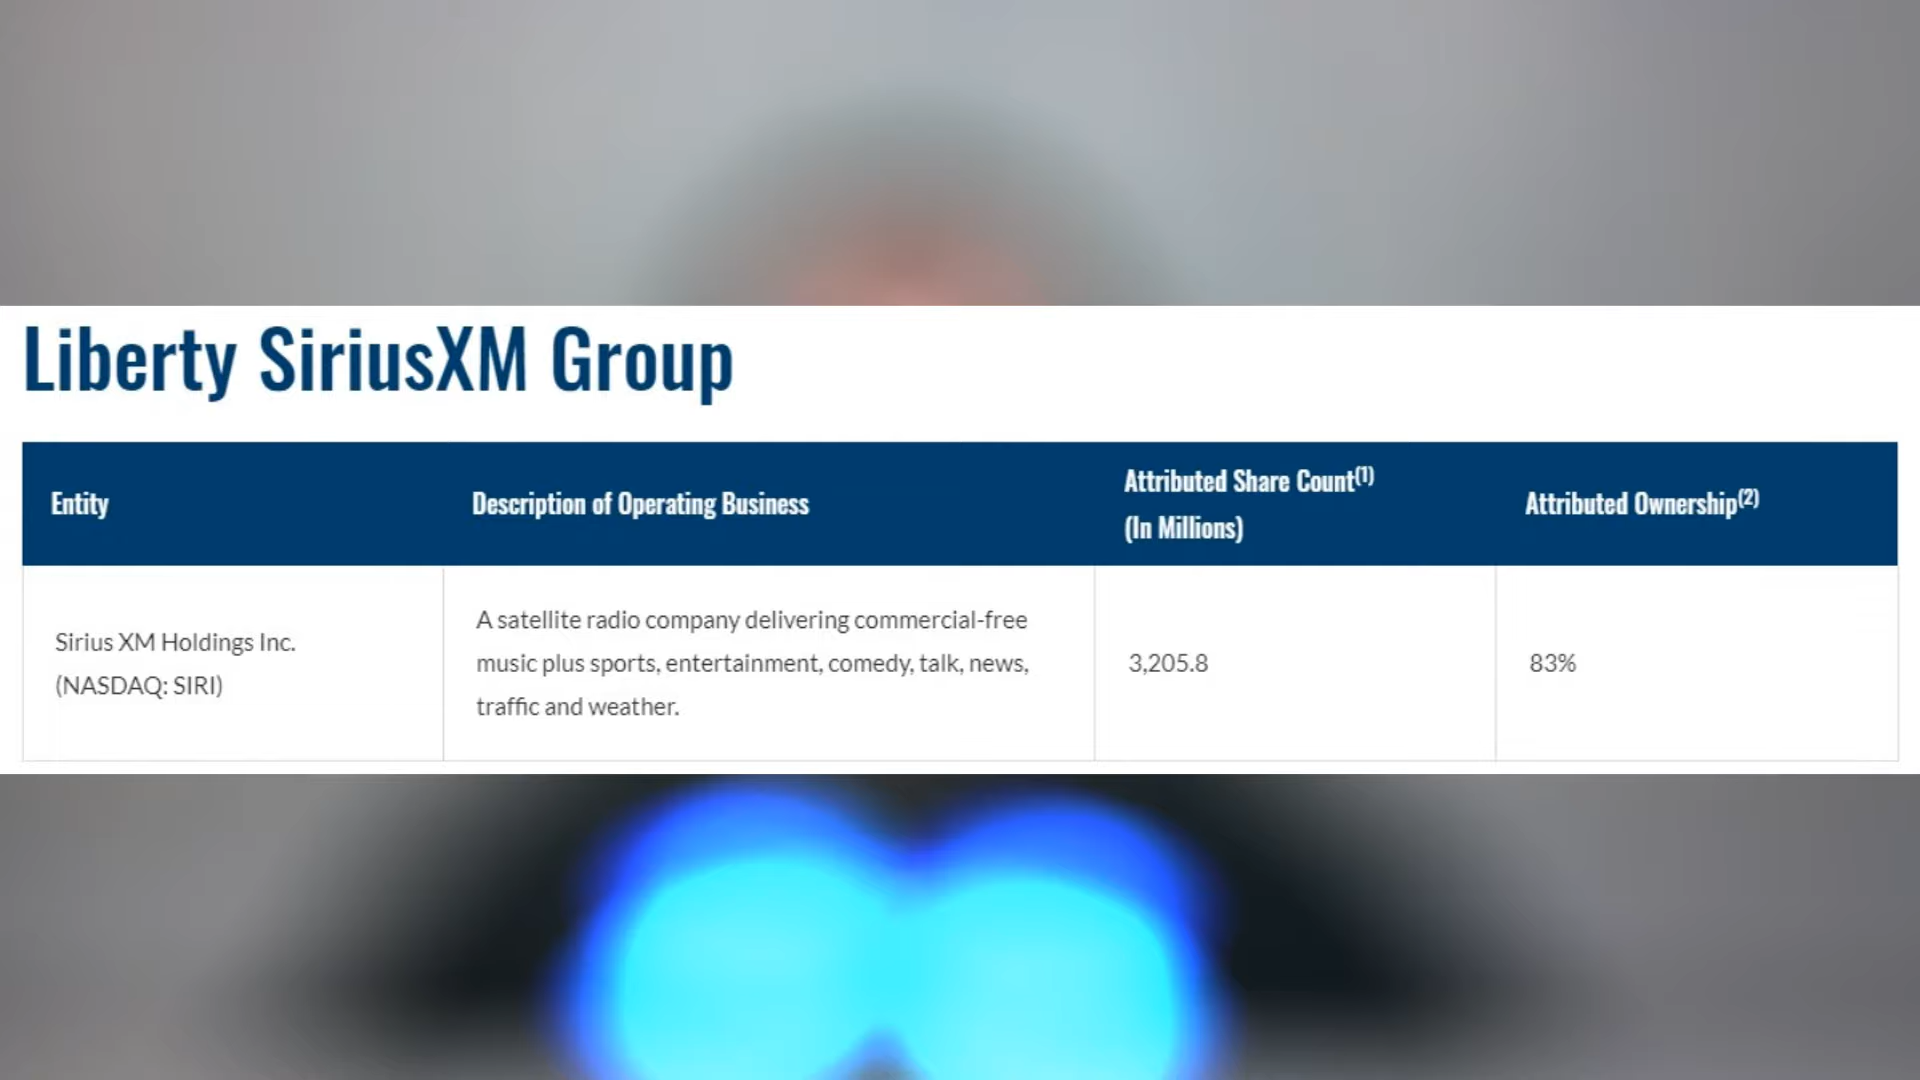 Liberty SiriusXM Group
Entity
Description of Operating Business
Attributed Share Count(1)
(In Millions)
Attributed Ownership(2)
Sirius XM Holdings Inc.
(NASDAQ: SIRI)
A satellite radio company delivering commercial-free
music plus sports, entertainment, comedy, talk, news,
traffic and weather.
3,205.8
83%